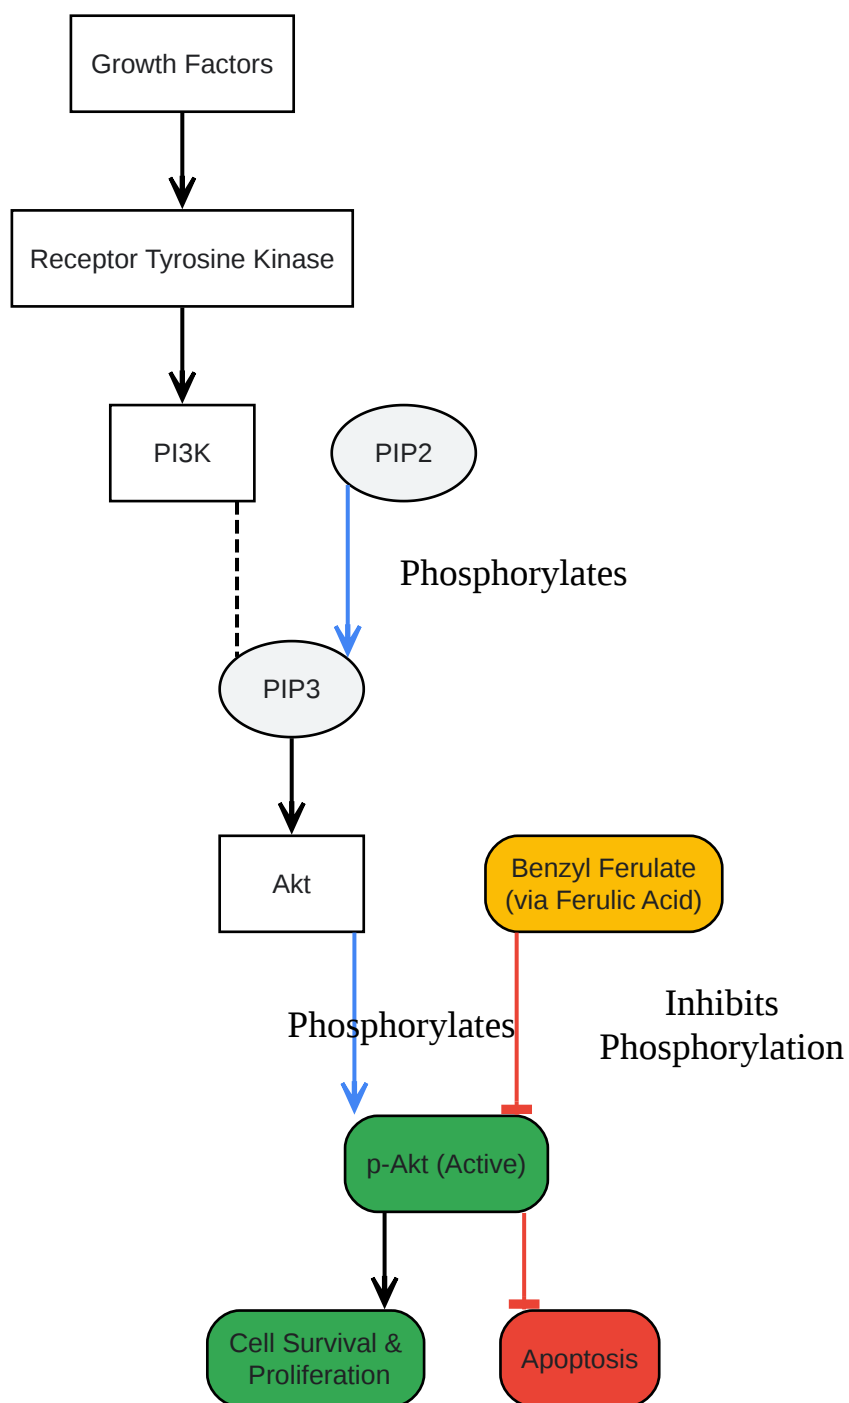 Growth Factors
Receptor Tyrosine Kinase
PI3K
PIP2
Phosphorylates
PIP3
Akt
Benzyl Ferulate
(via Ferulic Acid)
Phosphorylates
Inhibits
Phosphorylation
p-Akt (Active)
Cell Survival &
Proliferation
Apoptosis